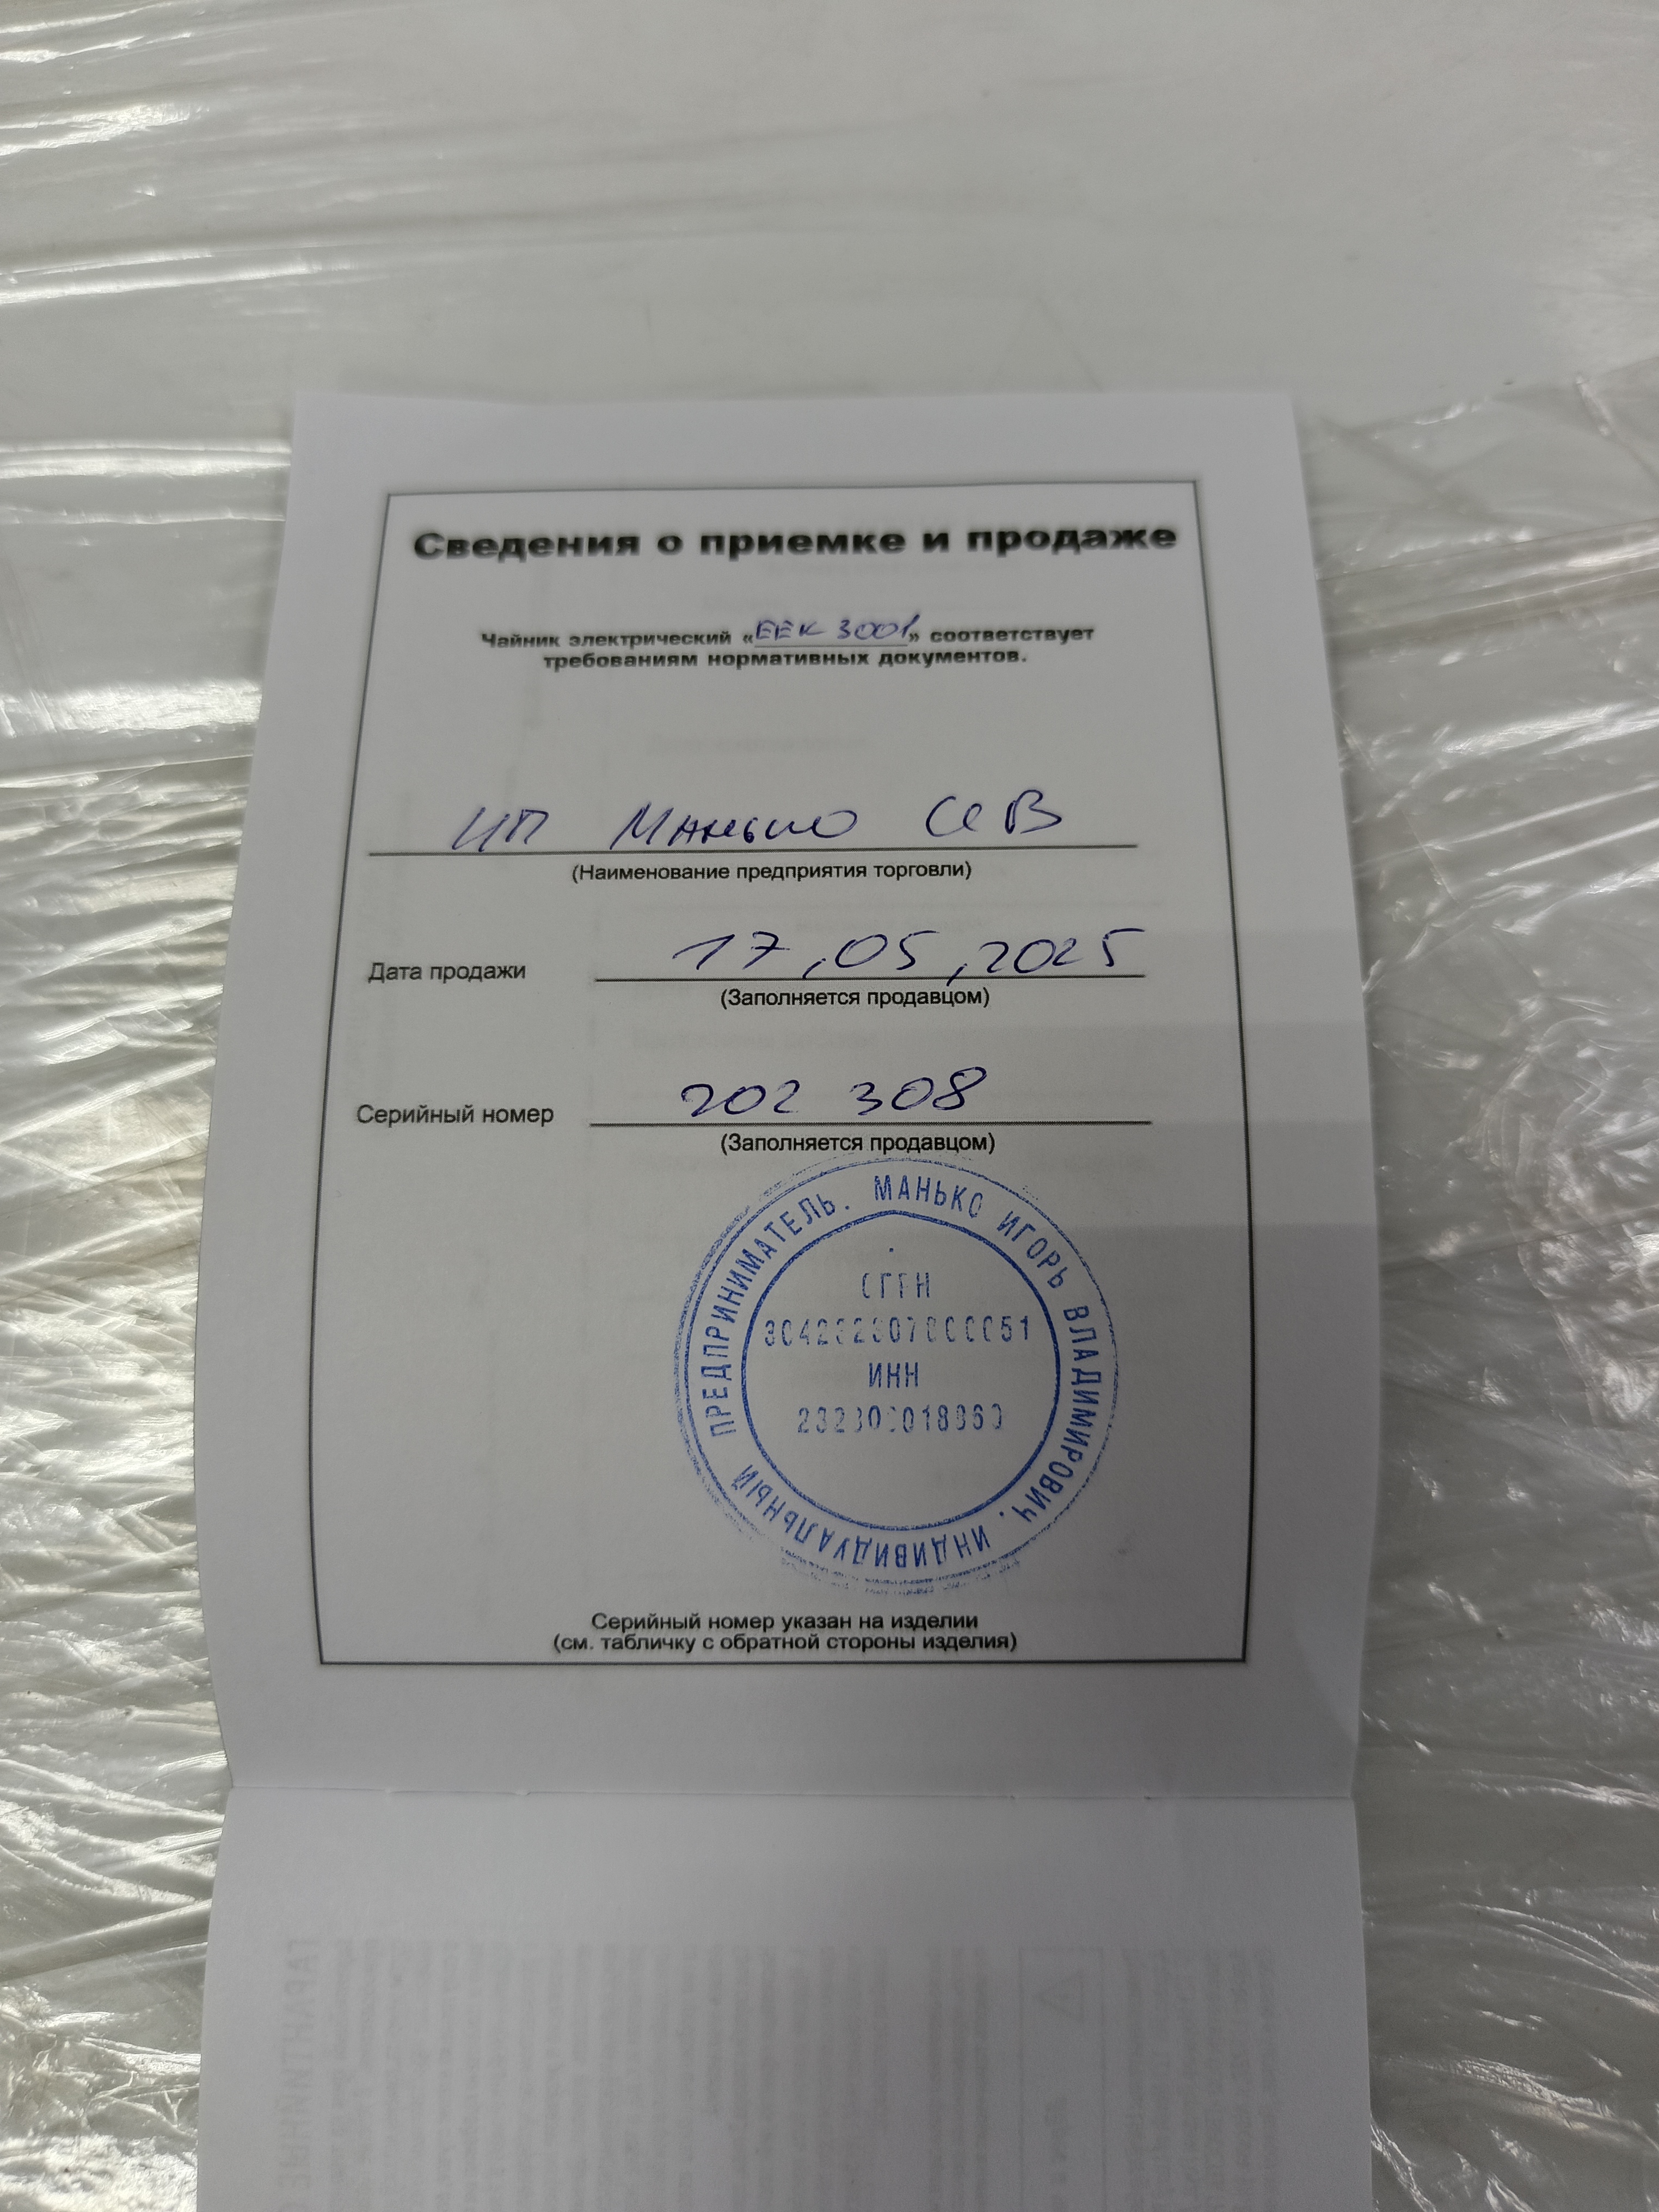 Сведения о приемке и продаже
Чайник электрический «EEK 3001» соответствует
требованиям нормативных документов.
ИП Манько И В
(Наименование предприятия торговли)
Дата продажи 17,05,2025
(Заполняется продавцом)
Серийный номер 202 308
(Заполняется продавцом)
ИНДИВИДУАЛЬНЫЙ ПРЕДПРИНИМАТЕЛЬ. МАНЬКО ИГОРЬ ВЛАДИМИРОВИЧ.
ИНН
Серийный номер указан на изделии
(см. табличку с обратной стороны изделия)